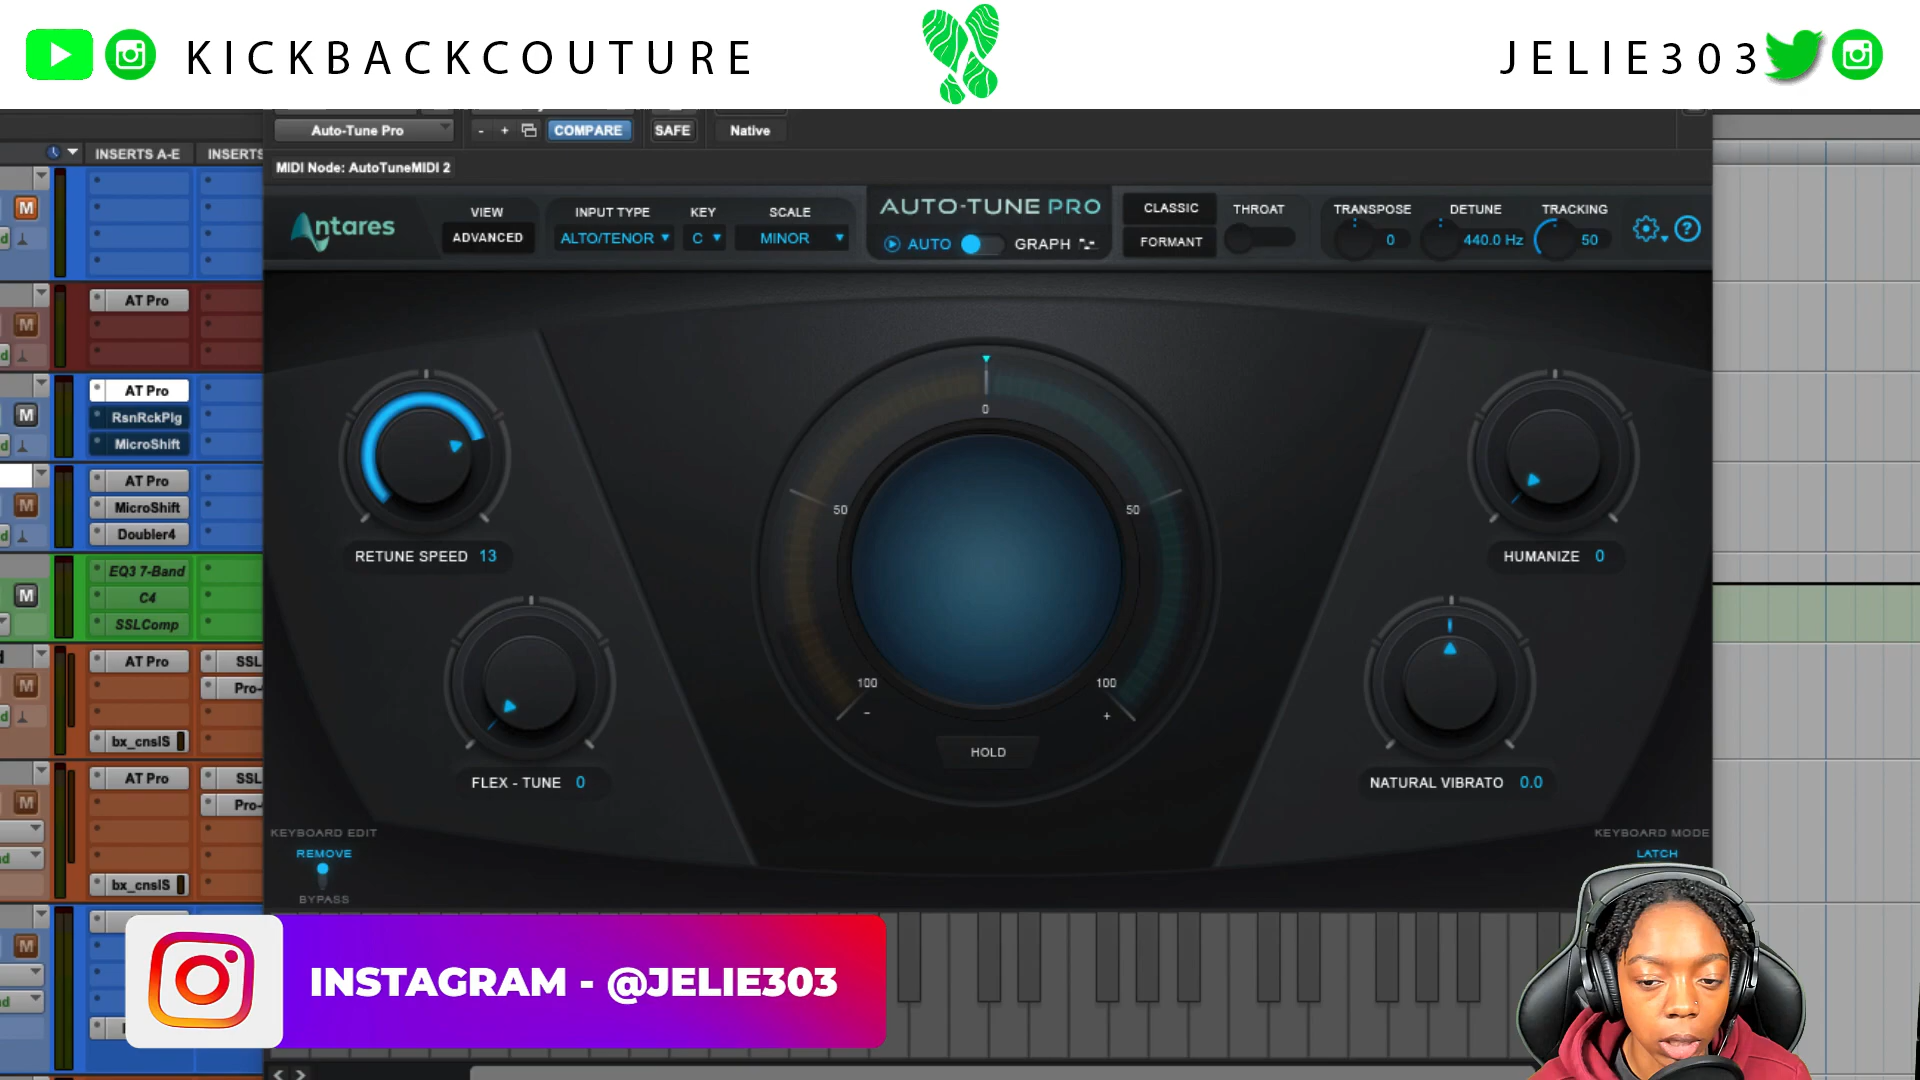 KICKBACKCOUTURE
JELIE303
Auto-Tune Pro
- + COMPARE SAFE Native
MIDI Node: AutoTuneMIDI 2
INSERTS A-E
INSERTS
Antares
VIEW
ADVANCED
INPUT TYPE
ALTO/TENOR
KEY
C
SCALE
MINOR
AUTO-TUNE PRO
AUTO
GRAPH
CLASSIC
FORMANT
THROAT
TRANSPOSE
0
DETUNE
440.0 Hz
TRACKING
50
?
M
AT Pro
M
AT Pro
RsnRckPlg
MicroShift
M
AT Pro
MicroShift
Doubler4
M
EQ3 7-Band
C4
SSLComp
M
AT Pro
SSL
Pro-
bx_cnslS
M
AT Pro
SSL
Pro-
bx_cnslS
M
M
RETUNE SPEED 13
FLEX - TUNE 0
0
50
50
100
100
-
+
HOLD
HUMANIZE 0
NATURAL VIBRATO 0.0
KEYBOARD EDIT
REMOVE
BYPASS
KEYBOARD MODE
LATCH
INSTAGRAM - @JELIE303